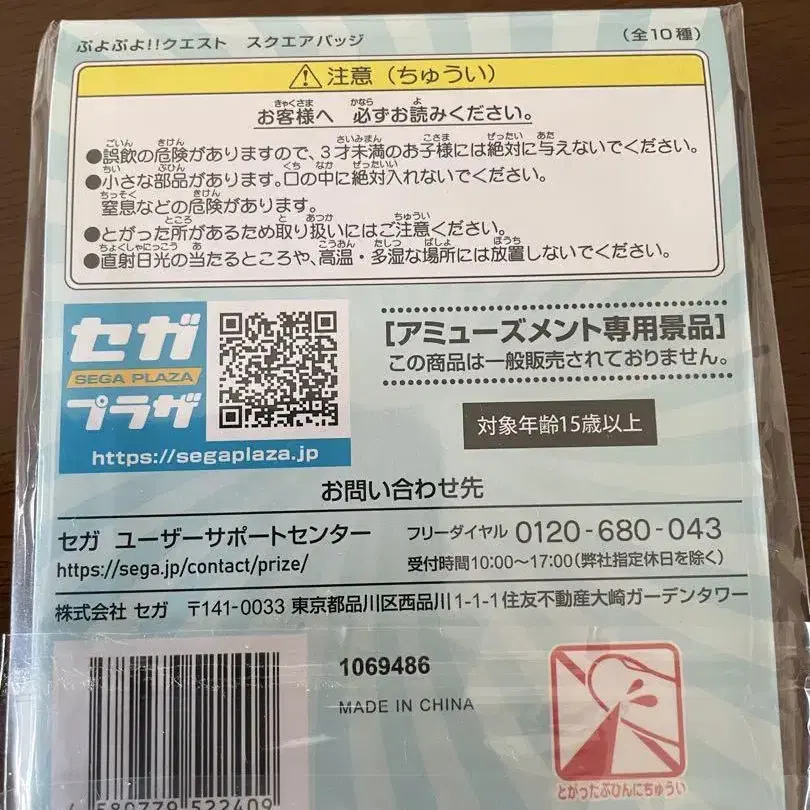 ぷよぷよ!!クエスト スクエアバッジ (全10種)
⚠注意(ちゅうい)
お客様へ 必ずお読みください。
●誤飲の危険がありますので、3才未満のお子様には絶対に与えないでください。
●小さな部品があります。口の中に絶対入れないでください。
窒息などの危険があります。
●とがった所があるため取り扱いにはご注意ください。
●直射日光の当たるところや、高温・多湿な場所には放置しないでください。
セガ
SEGA PLAZA
プラザ
https://segaplaza.jp
[アミューズメント専用景品]
この商品は一般販売されておりません。
対象年齢15歳以上
お問い合わせ先
セガ ユーザーサポートセンター フリーダイヤル 0120-680-043
https://sega.jp/contact/prize/ 受付時間10:00~17:00(弊社指定休日を除く)
株式会社 セガ 〒141-0033 東京都品川区西品川1-1-1住友不動産大崎ガーデンタワー
1069486
MADE IN CHINA
4 580779 522409
とがったぶひんにちゅうい